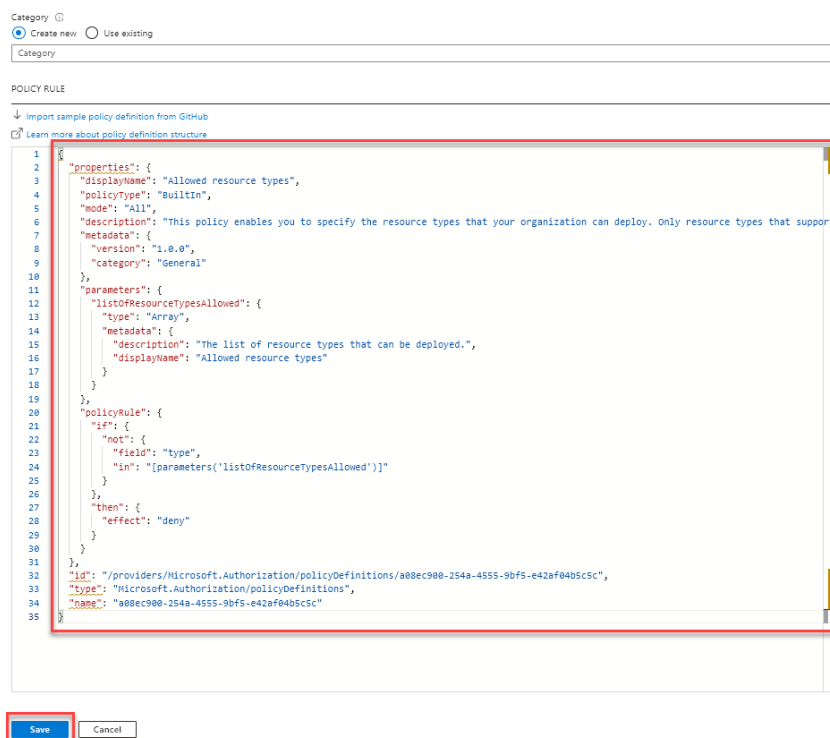 Category
Create new Use existing
Category
POLICY RULE
Import sample policy definition from GitHub
Learn more about policy definition structure
1 {
2 "properties": {
3 "displayName": "Allowed resource types",
4 "policyType": "BuiltIn",
5 "mode": "All",
6 "description": "This policy enables you to specify the resource types that your organization can deploy. Only resource types that suppor
7 "metadata": {
8 "version": "1.0.0",
9 "category": "General"
10 },
11 "parameters": {
12 "listOfResourceTypesAllowed": {
13 "type": "Array",
14 "metadata": {
15 "description": "The list of resource types that can be deployed.",
16 "displayName": "Allowed resource types"
17 }
18 }
19 },
20 "policyRule": {
21 "if": {
22 "not": {
23 "field": "type",
24 "in": "[parameters('listOfResourceTypesAllowed')]"
25 }
26 },
27 "then": {
28 "effect": "deny"
29 }
30 }
31 },
32 "id": "/providers/Microsoft.Authorization/policyDefinitions/a08ec900-254a-4555-9bf5-e42af04b5c5c",
33 "type": "Microsoft.Authorization/policyDefinitions",
34 "name": "a08ec900-254a-4555-9bf5-e42af04b5c5c"
35 }
Save Cancel